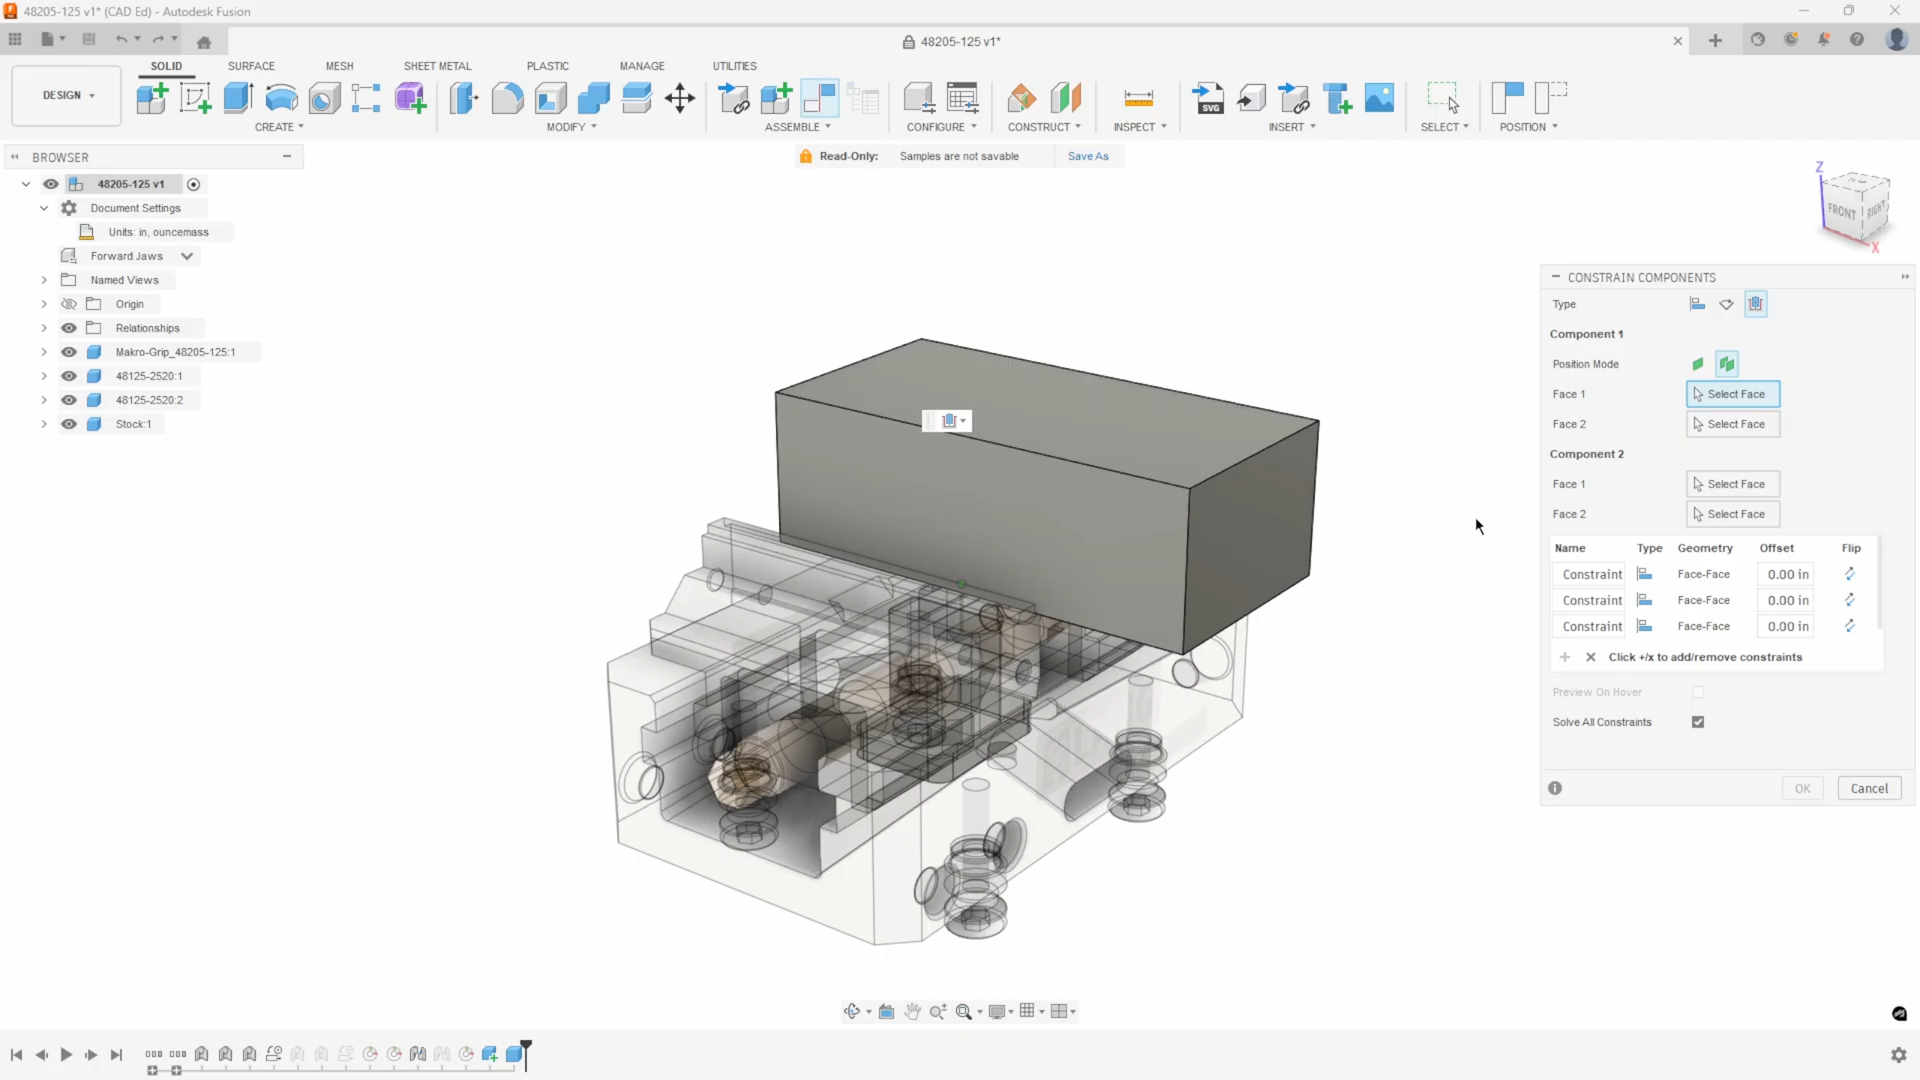 48205-125 v1* (CAD Ed) - Autodesk Fusion
48205-125 v1*
DESIGN
SOLID
SURFACE
MESH
SHEET METAL
PLASTIC
MANAGE
UTILITIES
CREATE
MODIFY
ASSEMBLE
CONFIGURE
CONSTRUCT
INSPECT
SVG
INSERT
SELECT
POSITION
BROWSER
Read-Only: Samples are not savable Save As
48205-125 v1
Document Settings
Units: in, ouncemass
Forward Jaws
Named Views
Origin
Relationships
Makro-Grip_48205-125:1
48125-2520:1
48125-2520:2
Stock:1
Z
FRONT
RIGHT
X
CONSTRAIN COMPONENTS
Type
Component 1
Position Mode
Face 1 Select Face
Face 2 Select Face
Component 2
Face 1 Select Face
Face 2 Select Face
Name Type Geometry Offset Flip
Constraint Face-Face 0.00 in
Constraint Face-Face 0.00 in
Constraint Face-Face 0.00 in
Click +/x to add/remove constraints
Preview On Hover
Solve All Constraints
OK Cancel